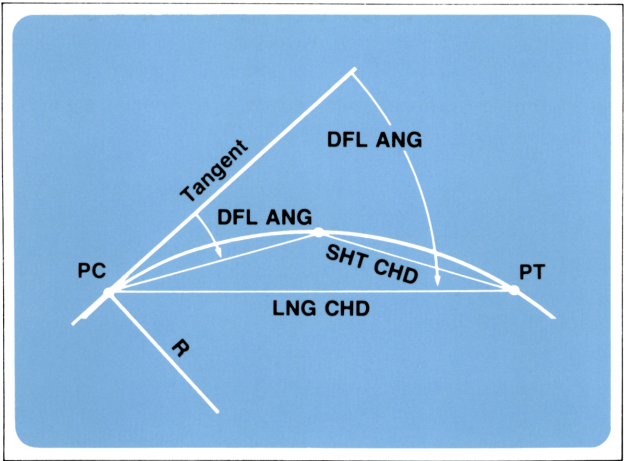 DFL ANG
Tangent
DFL ANG
SHT CHD
PC
PT
LNG CHD
R